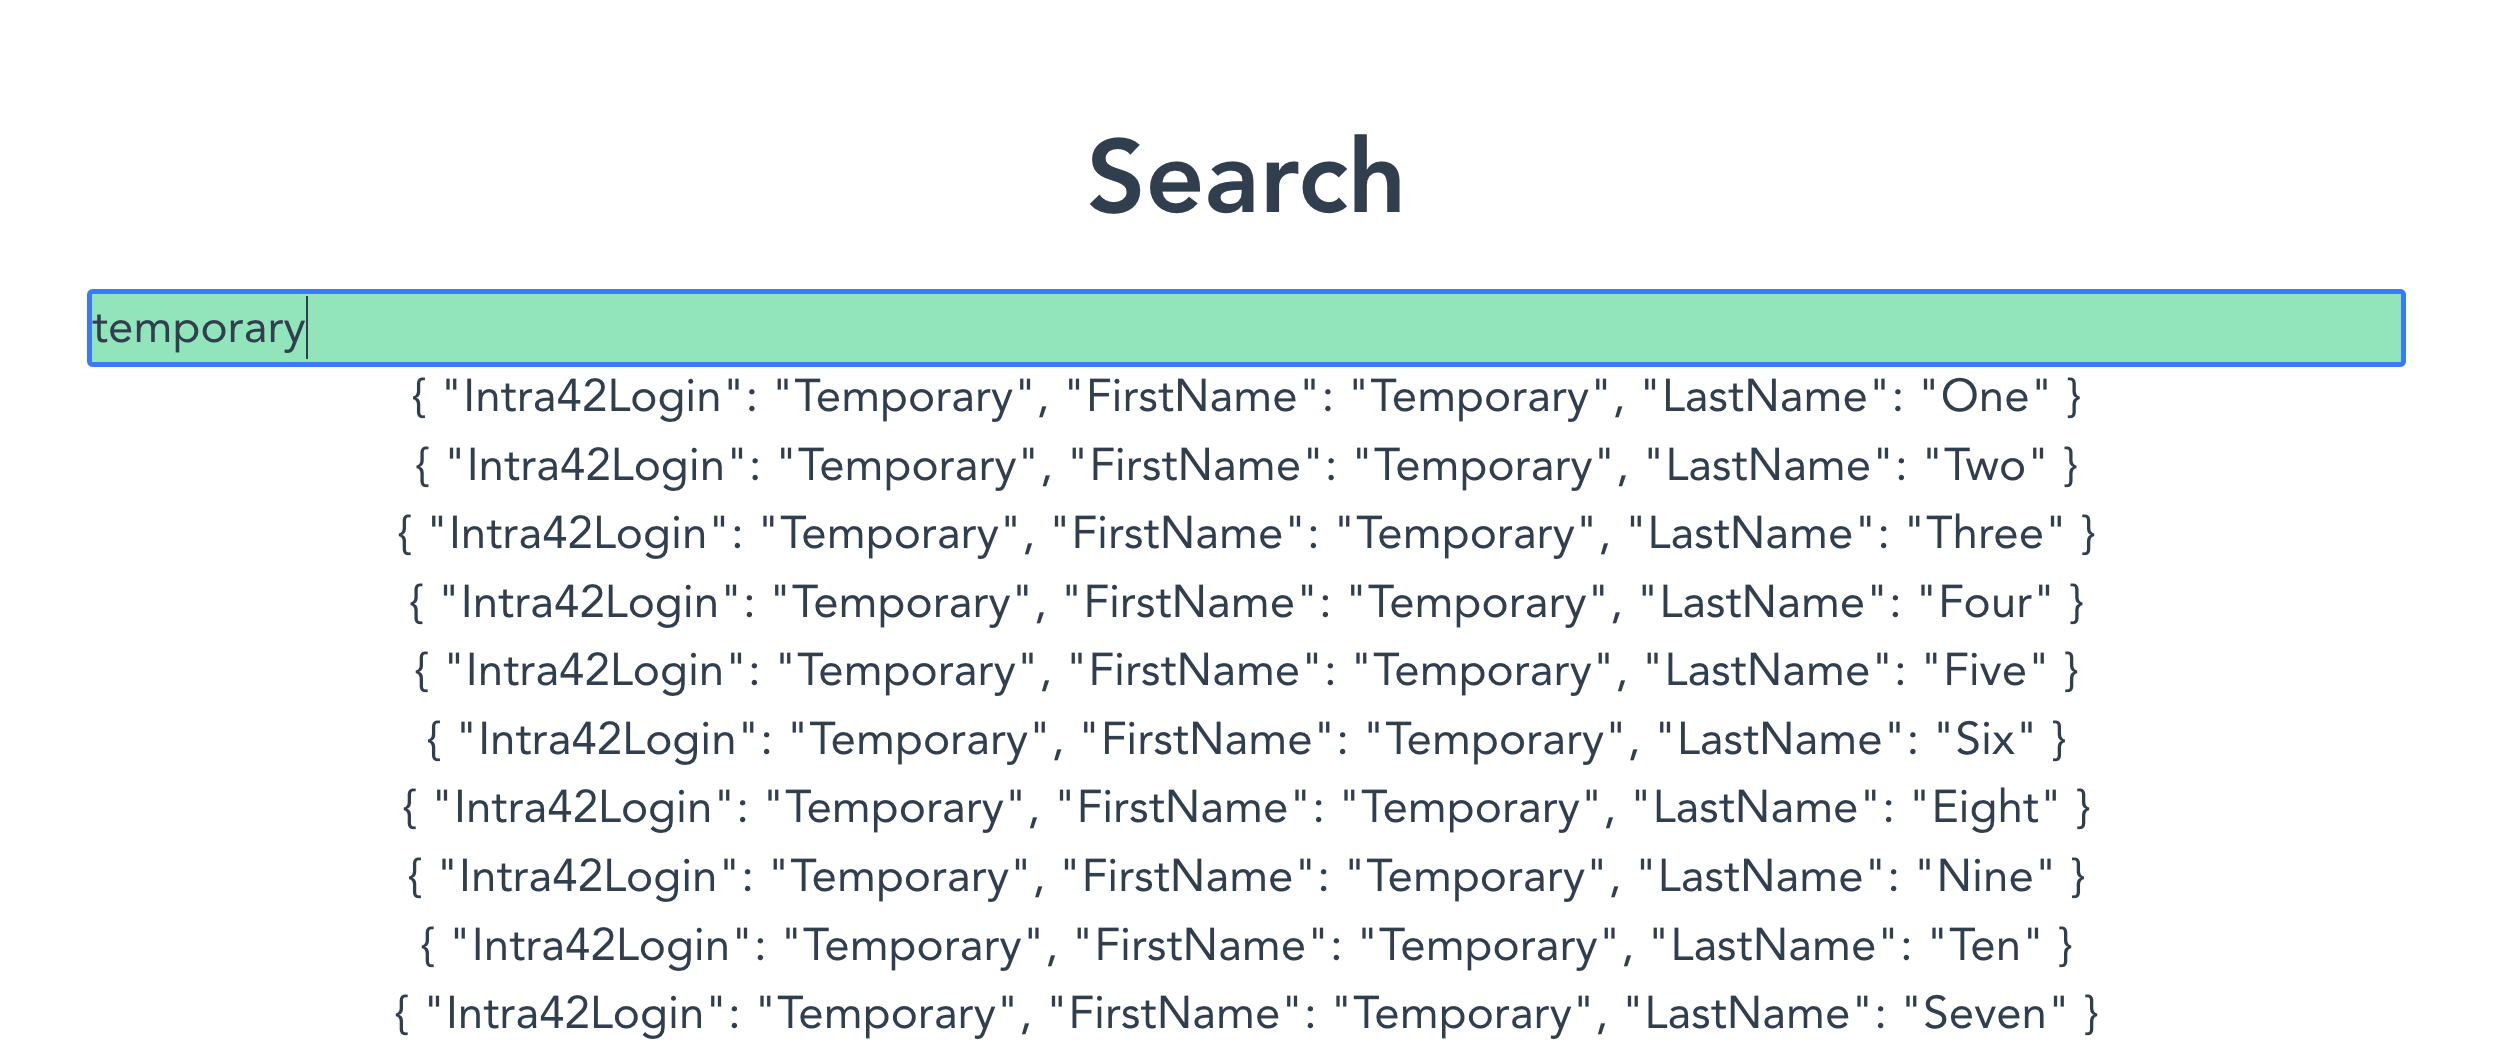 Search
temporary
{ "Intra42Login": "Temporary", "FirstName": "Temporary", "LastName": "One" }
{ "Intra42Login": "Temporary", "FirstName": "Temporary", "LastName": "Two" }
{ "Intra42Login": "Temporary", "FirstName": "Temporary", "LastName": "Three" }
{ "Intra42Login": "Temporary", "FirstName": "Temporary", "LastName": "Four" }
{ "Intra42Login": "Temporary", "FirstName": "Temporary", "LastName": "Five" }
{ "Intra42Login": "Temporary", "FirstName": "Temporary", "LastName": "Six" }
{ "Intra42Login": "Temporary", "FirstName": "Temporary", "LastName": "Eight" }
{ "Intra42Login": "Temporary", "FirstName": "Temporary", "LastName": "Nine" }
{ "Intra42Login": "Temporary", "FirstName": "Temporary", "LastName": "Ten" }
{ "Intra42Login": "Temporary", "FirstName": "Temporary", "LastName": "Seven" }